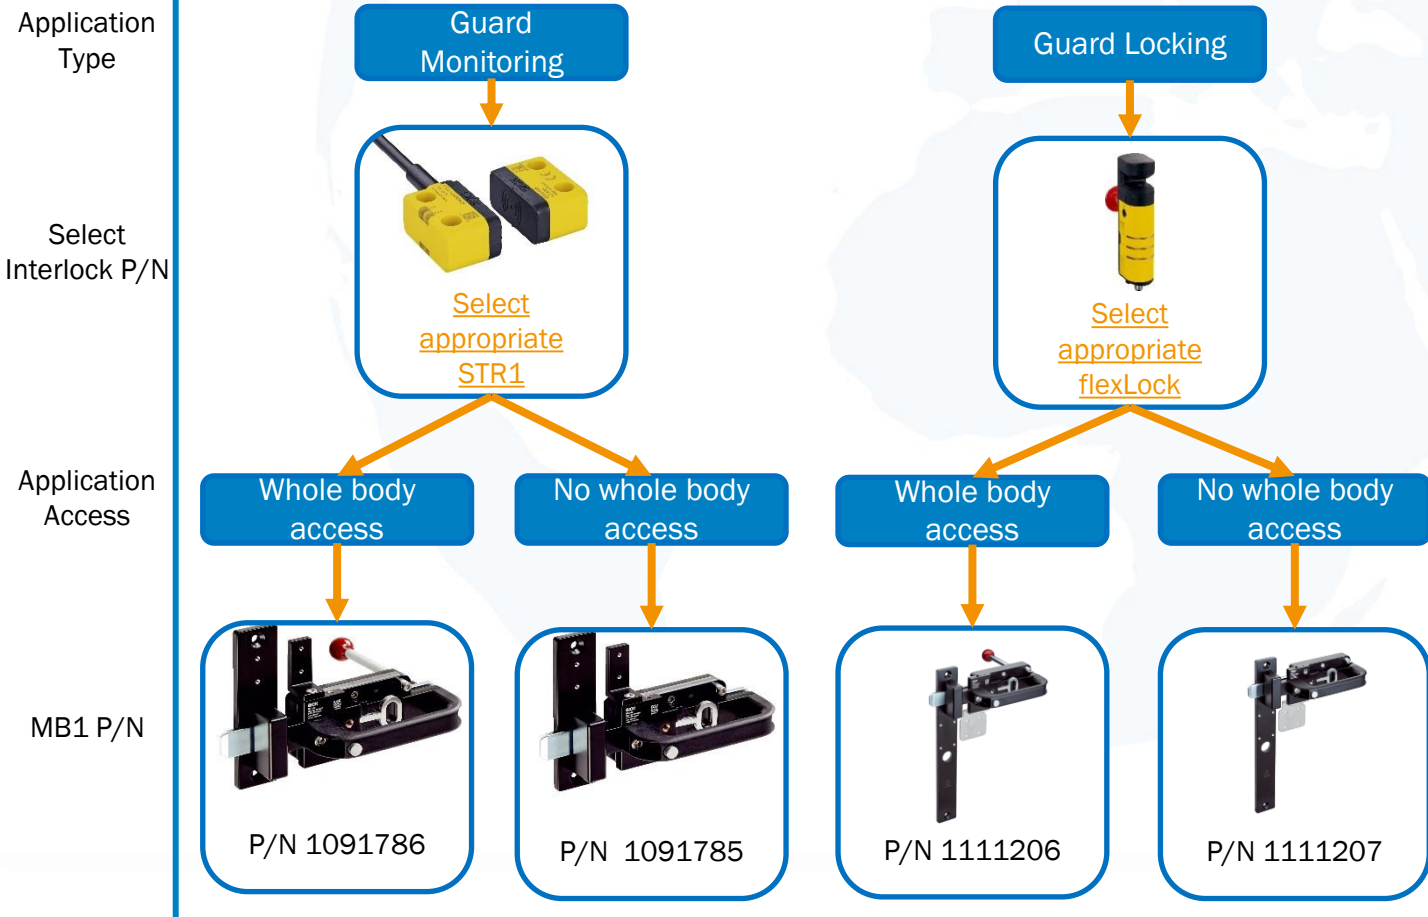 Application
Type
Guard
Monitoring
Guard Locking
Select
Interlock P/N
Select
appropriate
STR1
Select
appropriate
flexLock
Application
Access
Whole body
access
No whole body
access
Whole body
access
No whole body
access
MB1 P/N
P/N 1091786
P/N 1091785
P/N 1111206
P/N 1111207